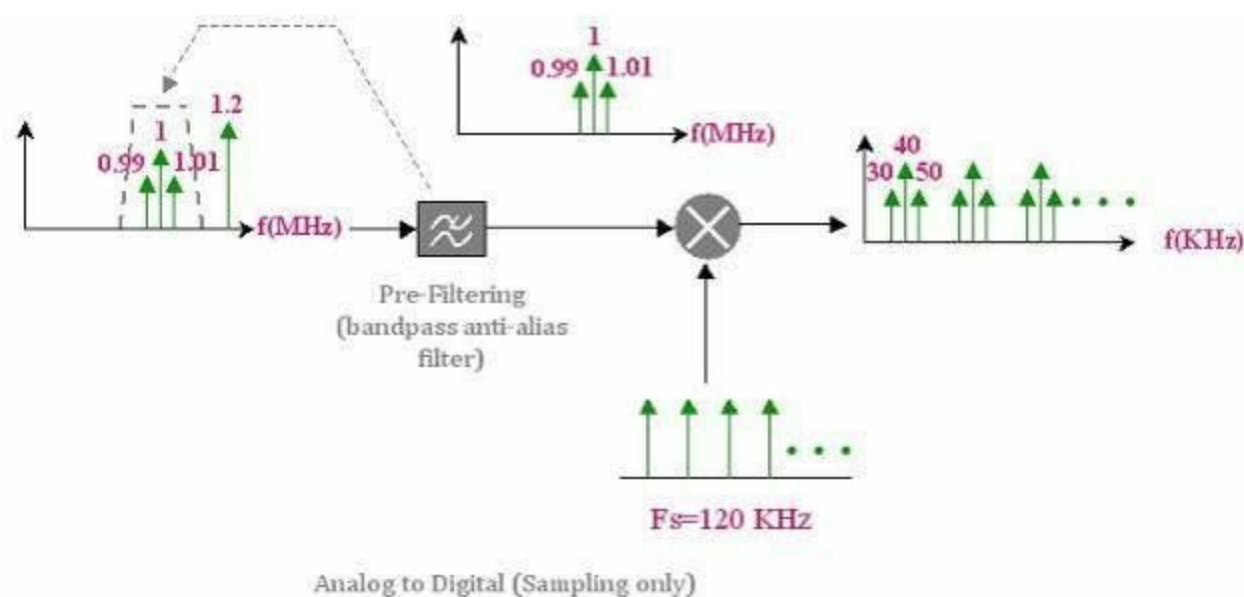 1
0.99 1.01
f(MHz)
1.2
1
0.99 1.01
f(MHz)
40
30 50
f(KHz)
Pre-Filtering
(bandpass anti-alias
filter)
Fs=120 KHz
Analog to Digital (Sampling only)